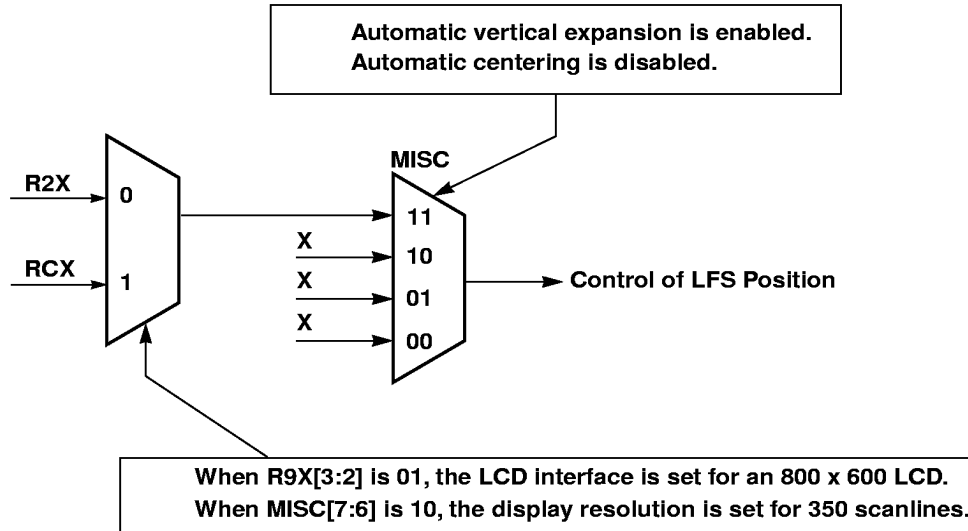 Automatic vertical expansion is enabled.
Automatic centering is disabled.
MISC
R2X
0
11
X
10
RCX
1
X
01
Control of LFS Position
X
00
When R9X[3:2] is 01, the LCD interface is set for an 800 x 600 LCD.
When MISC[7:6] is 10, the display resolution is set for 350 scanlines.